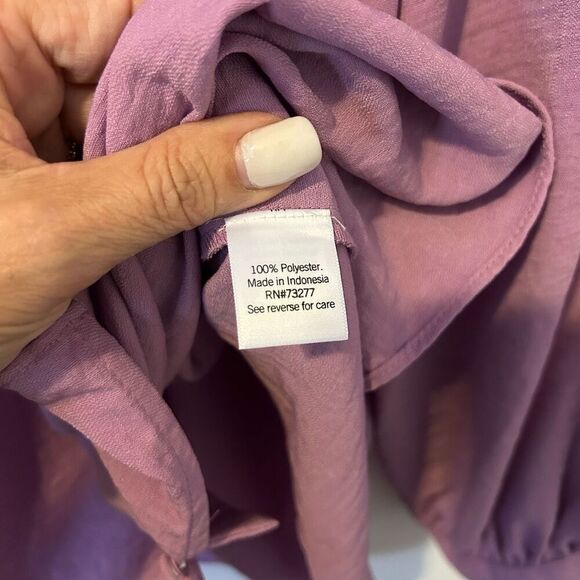 100% Polyester.
Made in Indonesia
RN#73277
See reverse for care